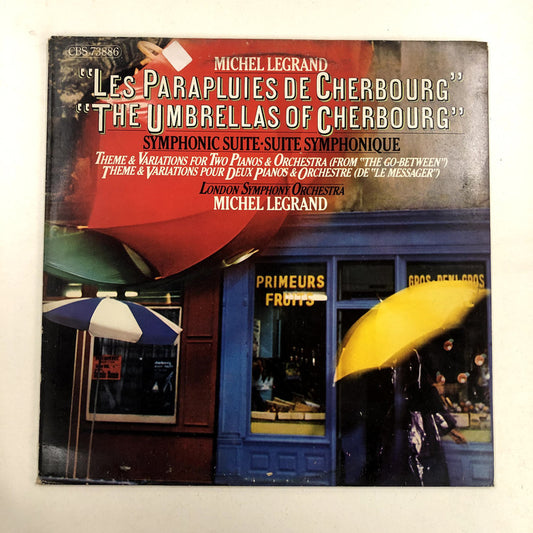 CBS 73886
MICHEL LEGRAND
"LES PARAPLUIES DE CHERBOURG"
"THE UMBRELLAS OF CHERBOURG"
SYMPHONIC SUITE·SUITE SYMPHONIQUE
THEME & VARIATIONS FOR TWO PIANOS & ORCHESTRA (FROM "THE GO-BETWEEN")
THEME & VARIATIONS POUR DEUX PIANOS & ORCHESTRE (DE "LE MESSAGER")
LONDON SYMPHONY ORCHESTRA
MICHEL LEGRAND
PRIMEURS GROS-DEMI-GROS
FRUITS